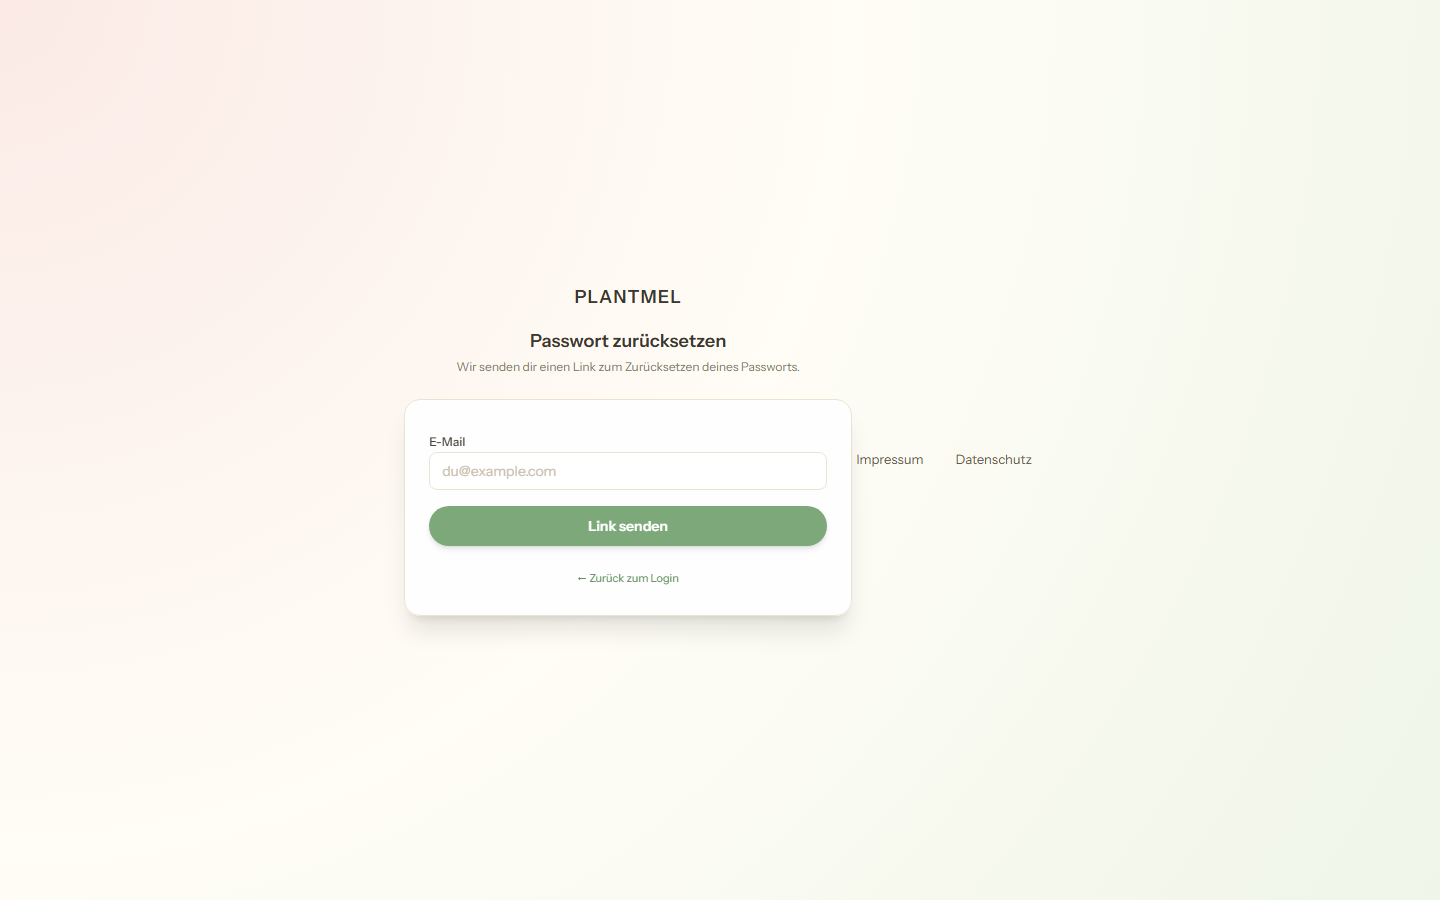 PLANTMEL
Passwort zurücksetzen
Wir senden dir einen Link zum Zurücksetzen deines Passworts.
E-Mail
du@example.com
Link senden
← Zurück zum Login
Impressum Datenschutz